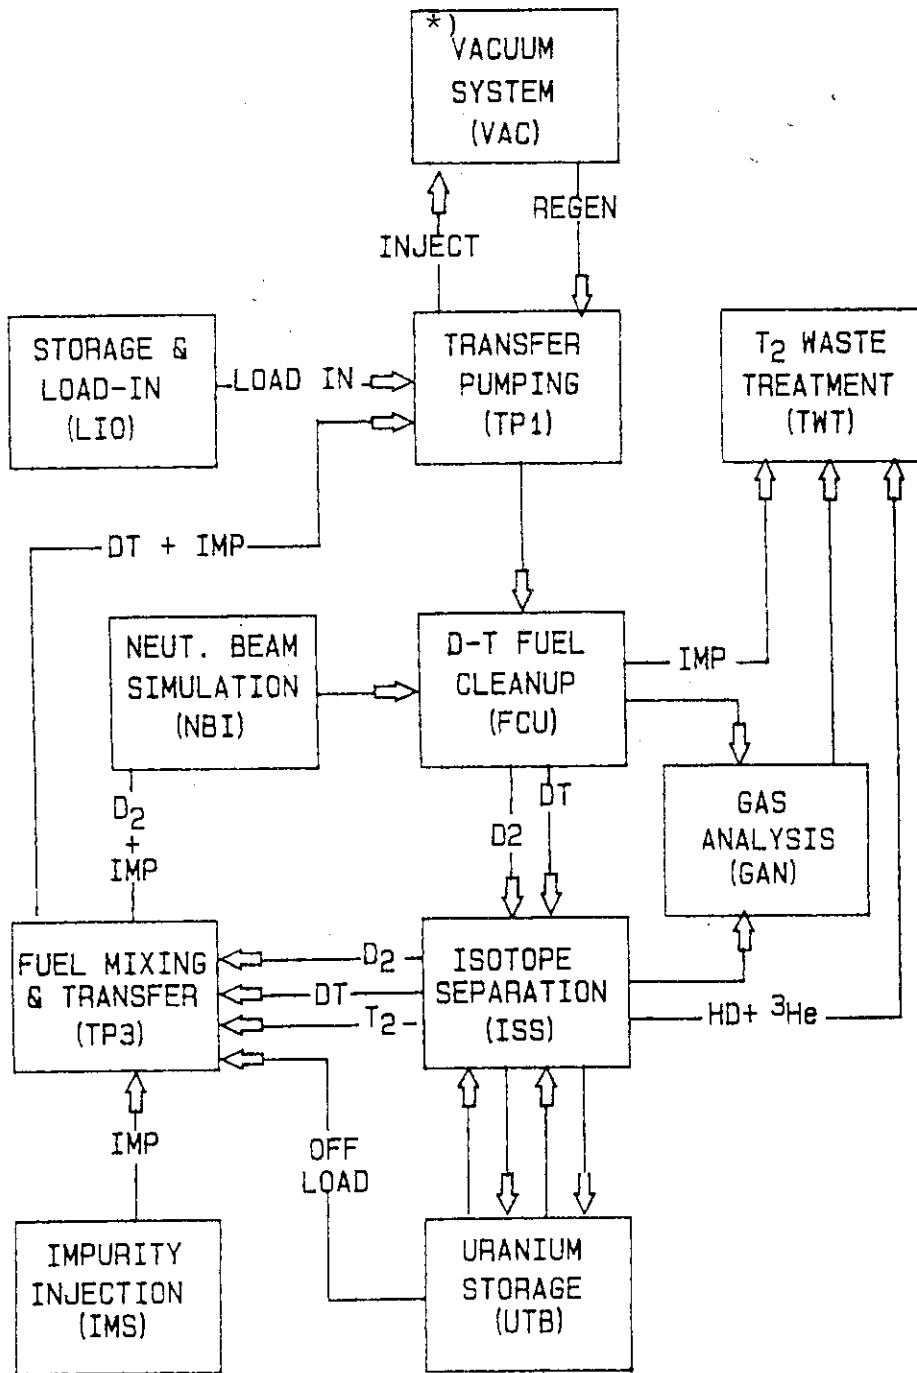 *)
VACUUM
SYSTEM
(VAC)
REGEN
INJECT
STORAGE &
LOAD-IN
(LIO)
LOAD IN
TRANSFER
PUMPING
(TP1)
T2 WASTE
TREATMENT
(TWT)
DT + IMP
NEUT. BEAM
SIMULATION
(NBI)
D-T FUEL
CLEANUP
(FCU)
IMP
D2
+
IMP
D2
DT
GAS
ANALYSIS
(GAN)
FUEL MIXING
& TRANSFER
(TP3)
D2
DT
T2
ISOTOPE
SEPARATION
(ISS)
HD+ 3He
IMP
OFF
LOAD
IMPURITY
INJECTION
(IMS)
URANIUM
STORAGE
(UTB)